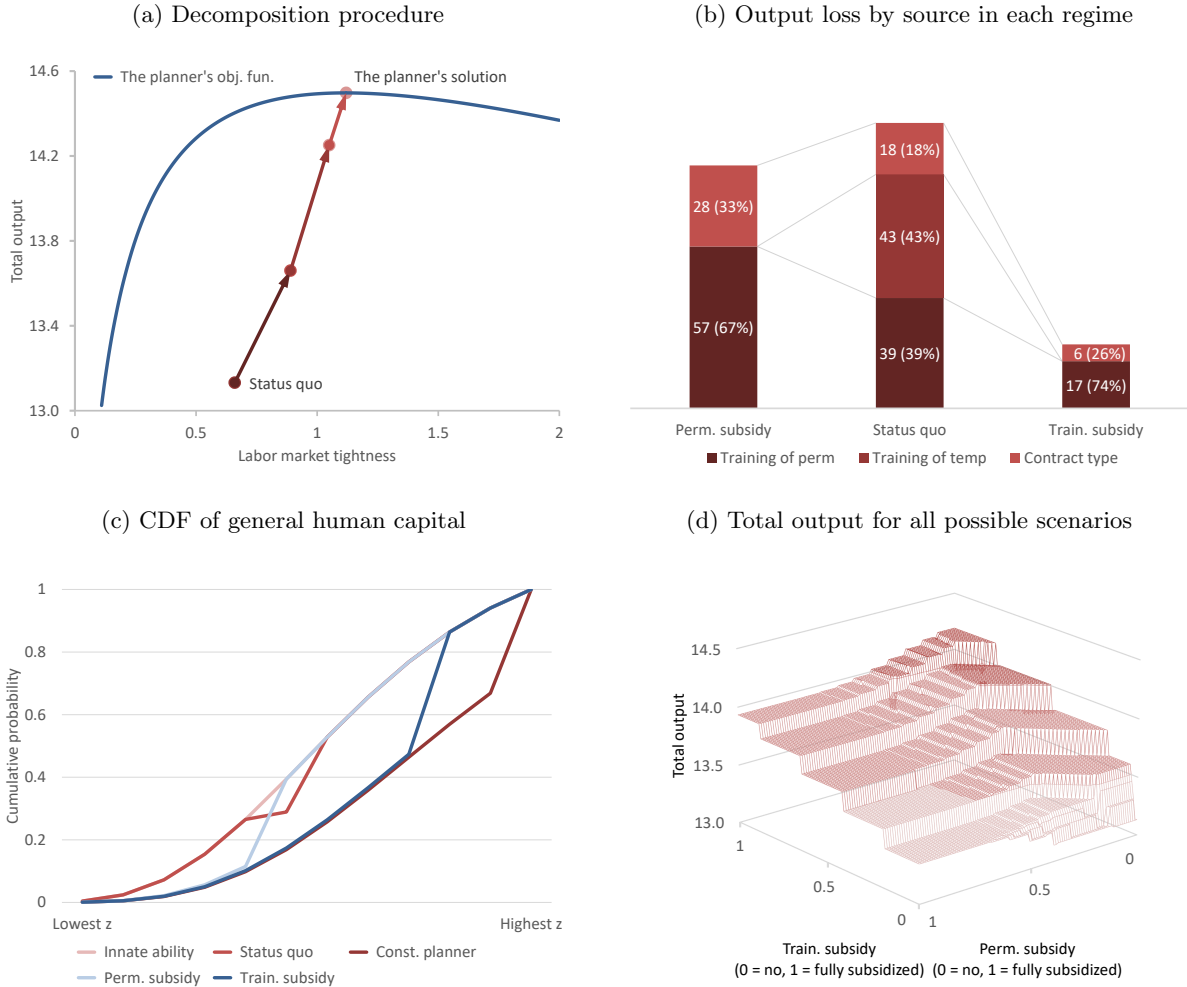 (a) Decomposition procedure
14.6
14.2
13.8
13.4
13.0
Total output
The planner's obj. fun.
The planner's solution
Status quo
0
0.5
1
1.5
2
Labor market tightness
(b) Output loss by source in each regime
28 (33%)
57 (67%)
18 (18%)
43 (43%)
39 (39%)
6 (26%)
17 (74%)
Perm. subsidy
Status quo
Train. subsidy
Training of perm
Training of temp
Contract type
(c) CDF of general human capital
1
0.8
0.6
0.4
0.2
0
Cumulative probability
Lowest z
Highest z
Innate ability
Status quo
Const. planner
Perm. subsidy
Train. subsidy
(d) Total output for all possible scenarios
14.5
14.0
13.5
13.0
Total output
1
0.5
0
1
0.5
0
Train. subsidy
(0 = no, 1 = fully subsidized)
Perm. subsidy
(0 = no, 1 = fully subsidized)